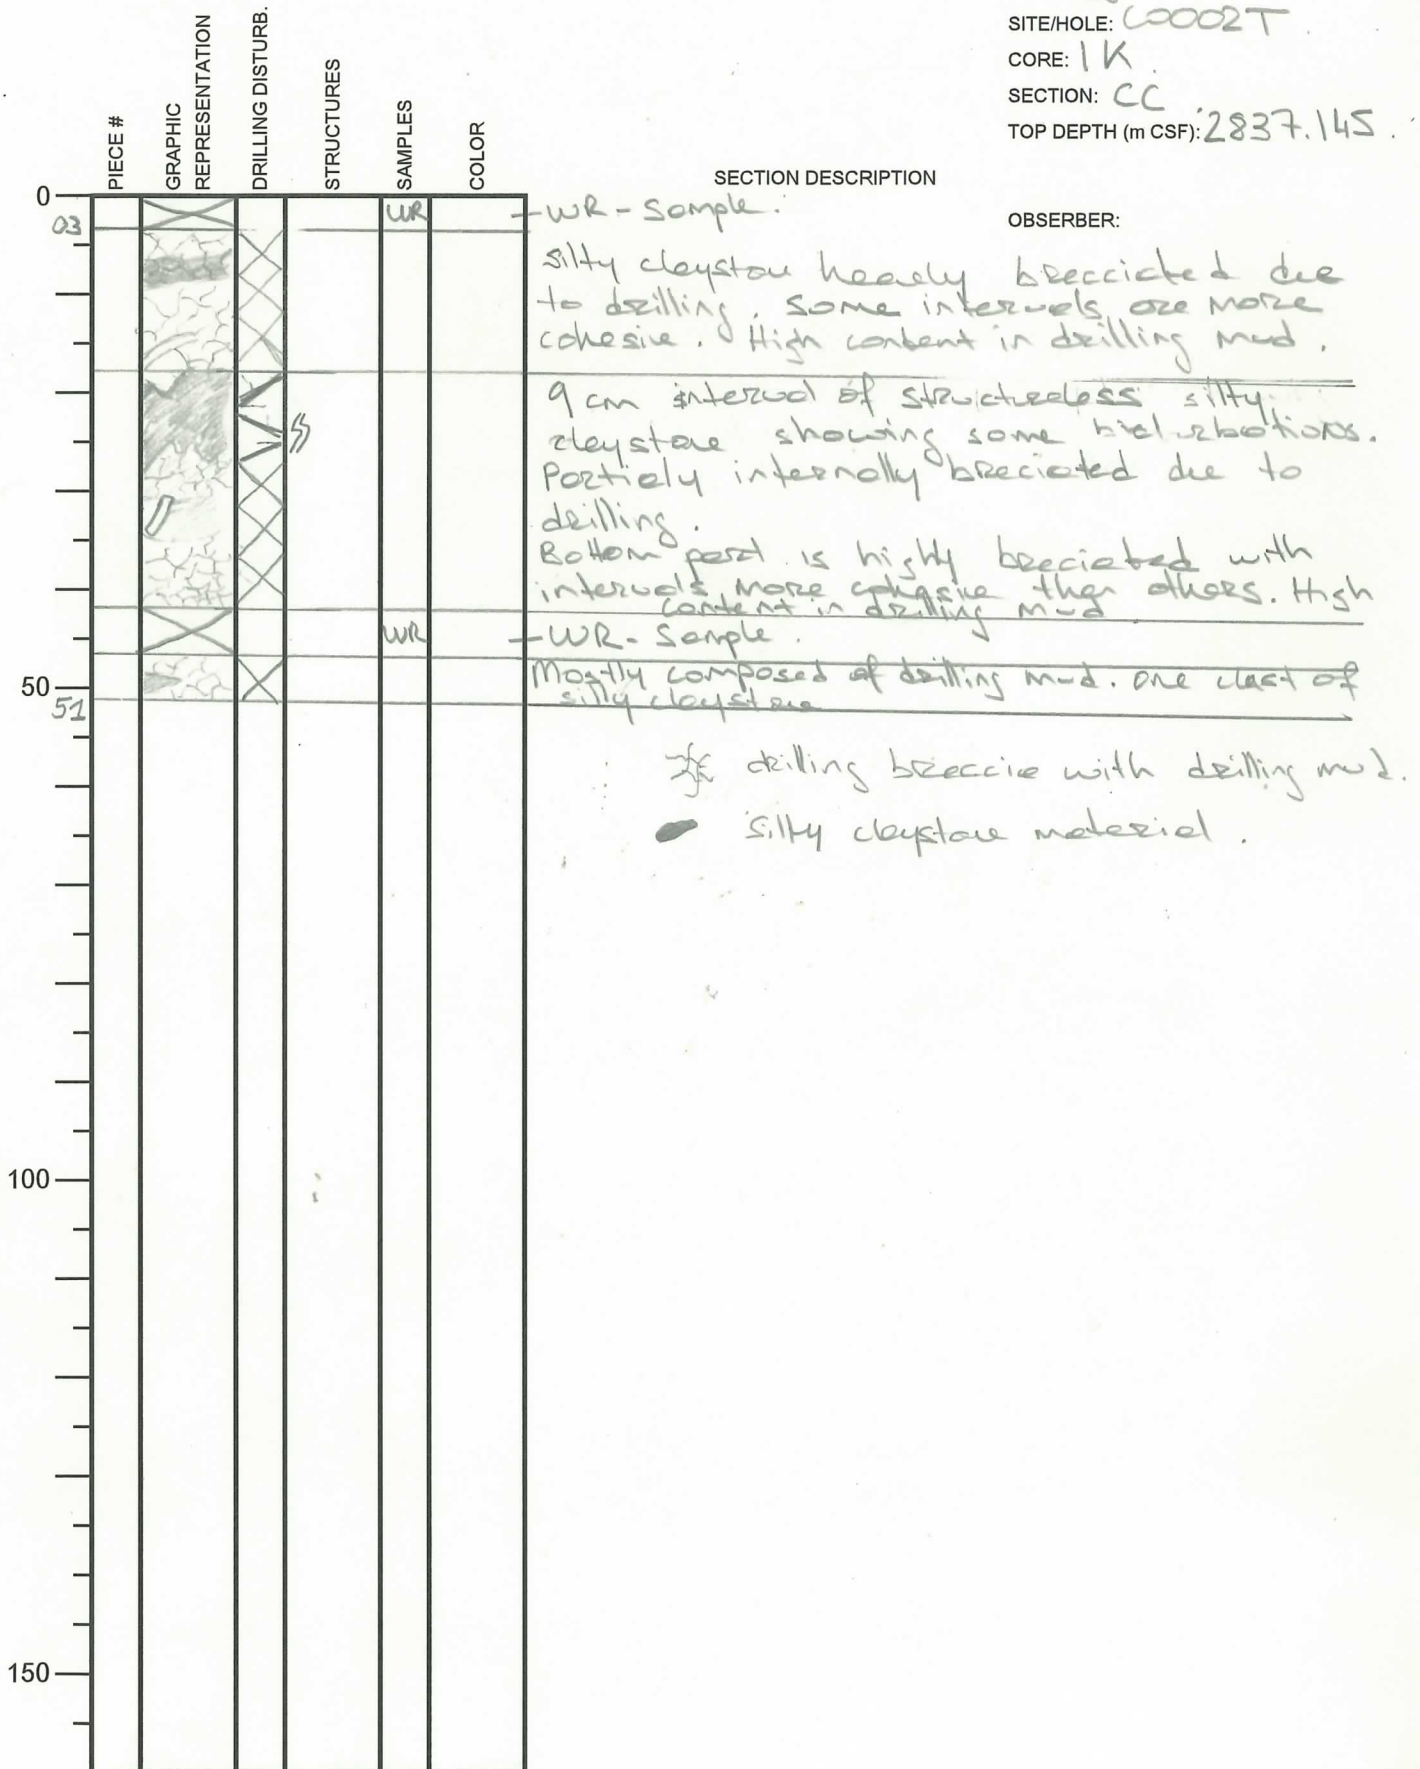 SITE/HOLE: C0002T
CORE: 1K
SECTION: CC
TOP DEPTH (m CSF): 2837.145
PIECE #
GRAPHIC
REPRESENTATION
DRILLING DISTURB.
STRUCTURES
SAMPLES
COLOR
SECTION DESCRIPTION
OBSERBER:
0
WR
- WR - Sample.
03
silty claystone heavely brecciated due
to drilling. Some intervals are more
cohesive. High content in drilling mud.
9 cm interval of structureless silty
claystone showing some bioturbations.
Partialy internally breciated due to
drilling.
Bottom part is highly breciated with
intervals more cohesive than others. High
content in drilling mud
WR
- WR - Sample.
50
Mostly composed of drilling mud. one clast of
51
silty claystone
drilling breccia with drilling mud.
silty claystone material.
100
150